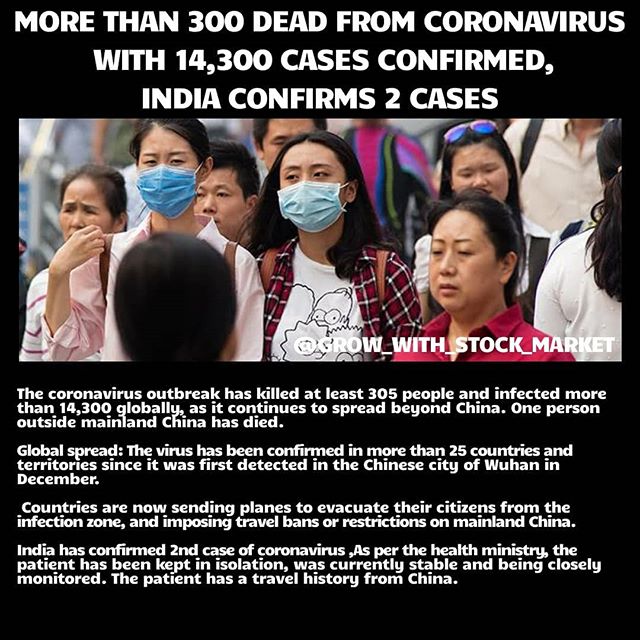 MORE THAN 300 DEAD FROM CORONAVIRUS
WITH 14,300 CASES CONFIRMED,
INDIA CONFIRMS 2 CASES
@GROW_WITH_STOCK_MARKET
The coronavirus outbreak has killed at least 305 people and infected more
than 14,300 globally, as it continues to spread beyond China. One person
outside mainland China has died.
Global spread: The virus has been confirmed in more than 25 countries and
territories since it was first detected in the Chinese city of Wuhan in
December.
Countries are now sending planes to evacuate their citizens from the
infection zone, and imposing travel bans or restrictions on mainland China.
India has confirmed 2nd case of coronavirus ,As per the health ministry, the
patient has been kept in isolation, was currently stable and being closely
monitored. The patient has a travel history from China.